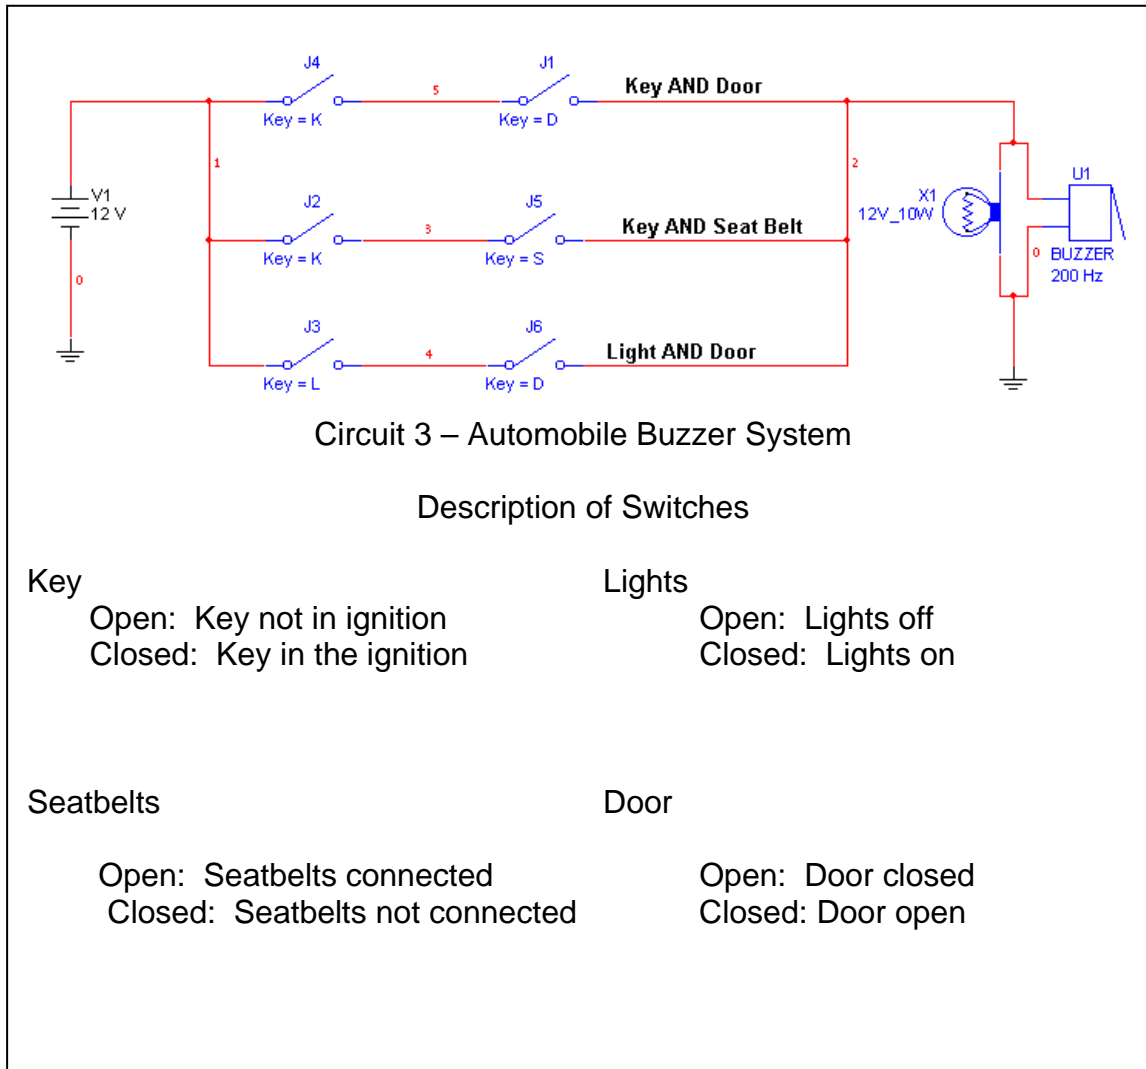 J4 J1
5 Key AND Door
Key = K Key = D
1 2
V1 U1
12 V X1
J2 J5 12V_10W
3 Key AND Seat Belt
Key = K Key = S 0 BUZZER
0 200 Hz
J3 J6
4 Light AND Door
Key = L Key = D
Circuit 3 – Automobile Buzzer System
Description of Switches
Key Lights
Open: Key not in ignition Open: Lights off
Closed: Key in the ignition Closed: Lights on
Seatbelts Door
Open: Seatbelts connected Open: Door closed
Closed: Seatbelts not connected Closed: Door open